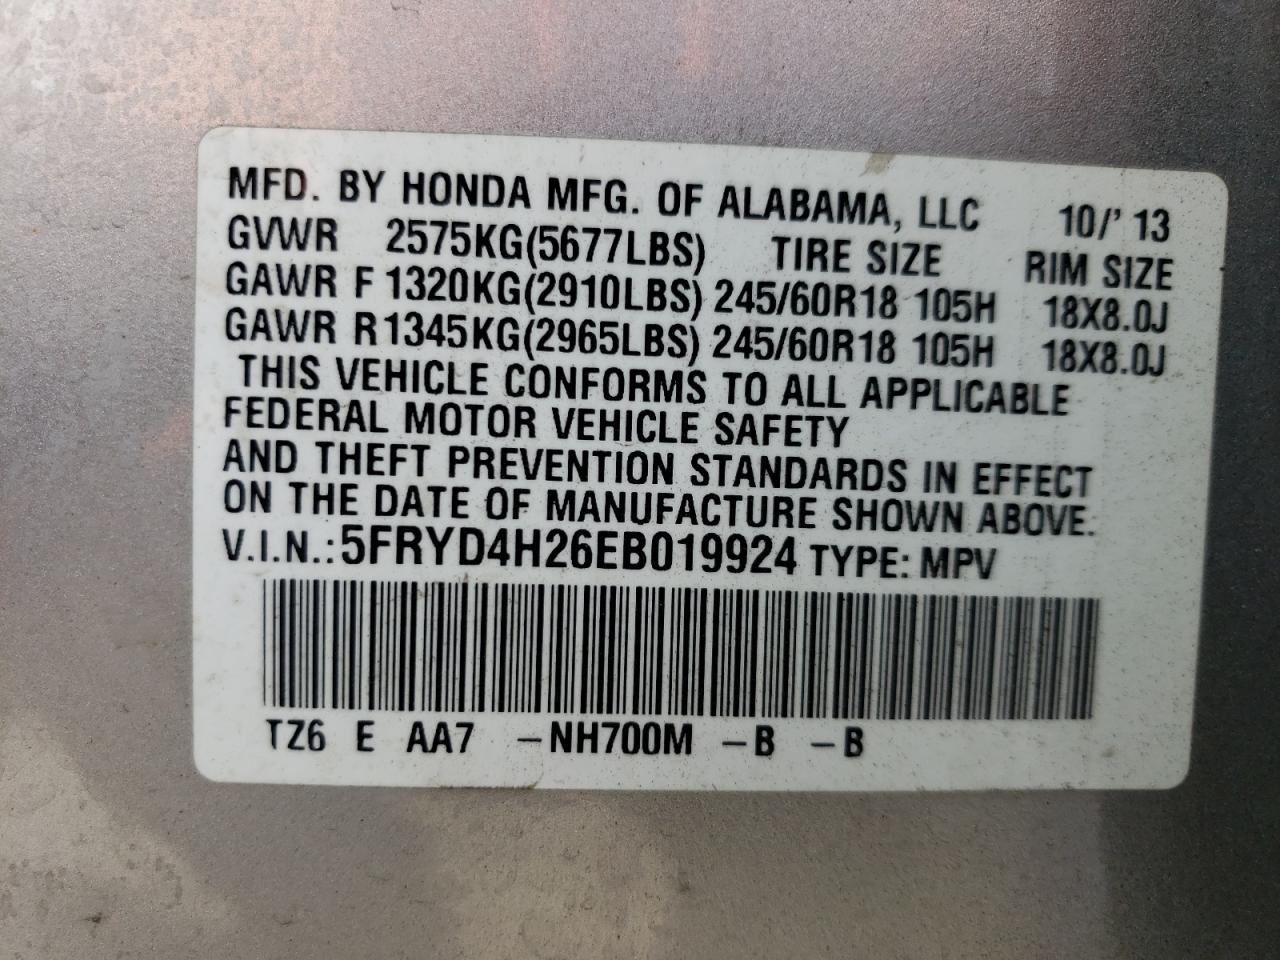 MFD. BY HONDA MFG. OF ALABAMA, LLC 10/' 13
GVWR 2575KG(5677LBS) TIRE SIZE RIM SIZE
GAWR F 1320KG(2910LBS) 245/60R18 105H 18X8.0J
GAWR R 1345KG(2965LBS) 245/60R18 105H 18X8.0J
THIS VEHICLE CONFORMS TO ALL APPLICABLE
FEDERAL MOTOR VEHICLE SAFETY
AND THEFT PREVENTION STANDARDS IN EFFECT
ON THE DATE OF MANUFACTURE SHOWN ABOVE.
V.I.N.: 5FRYD4H26EB019924 TYPE: MPV
TZ6 E AA7 –NH700M –B –B